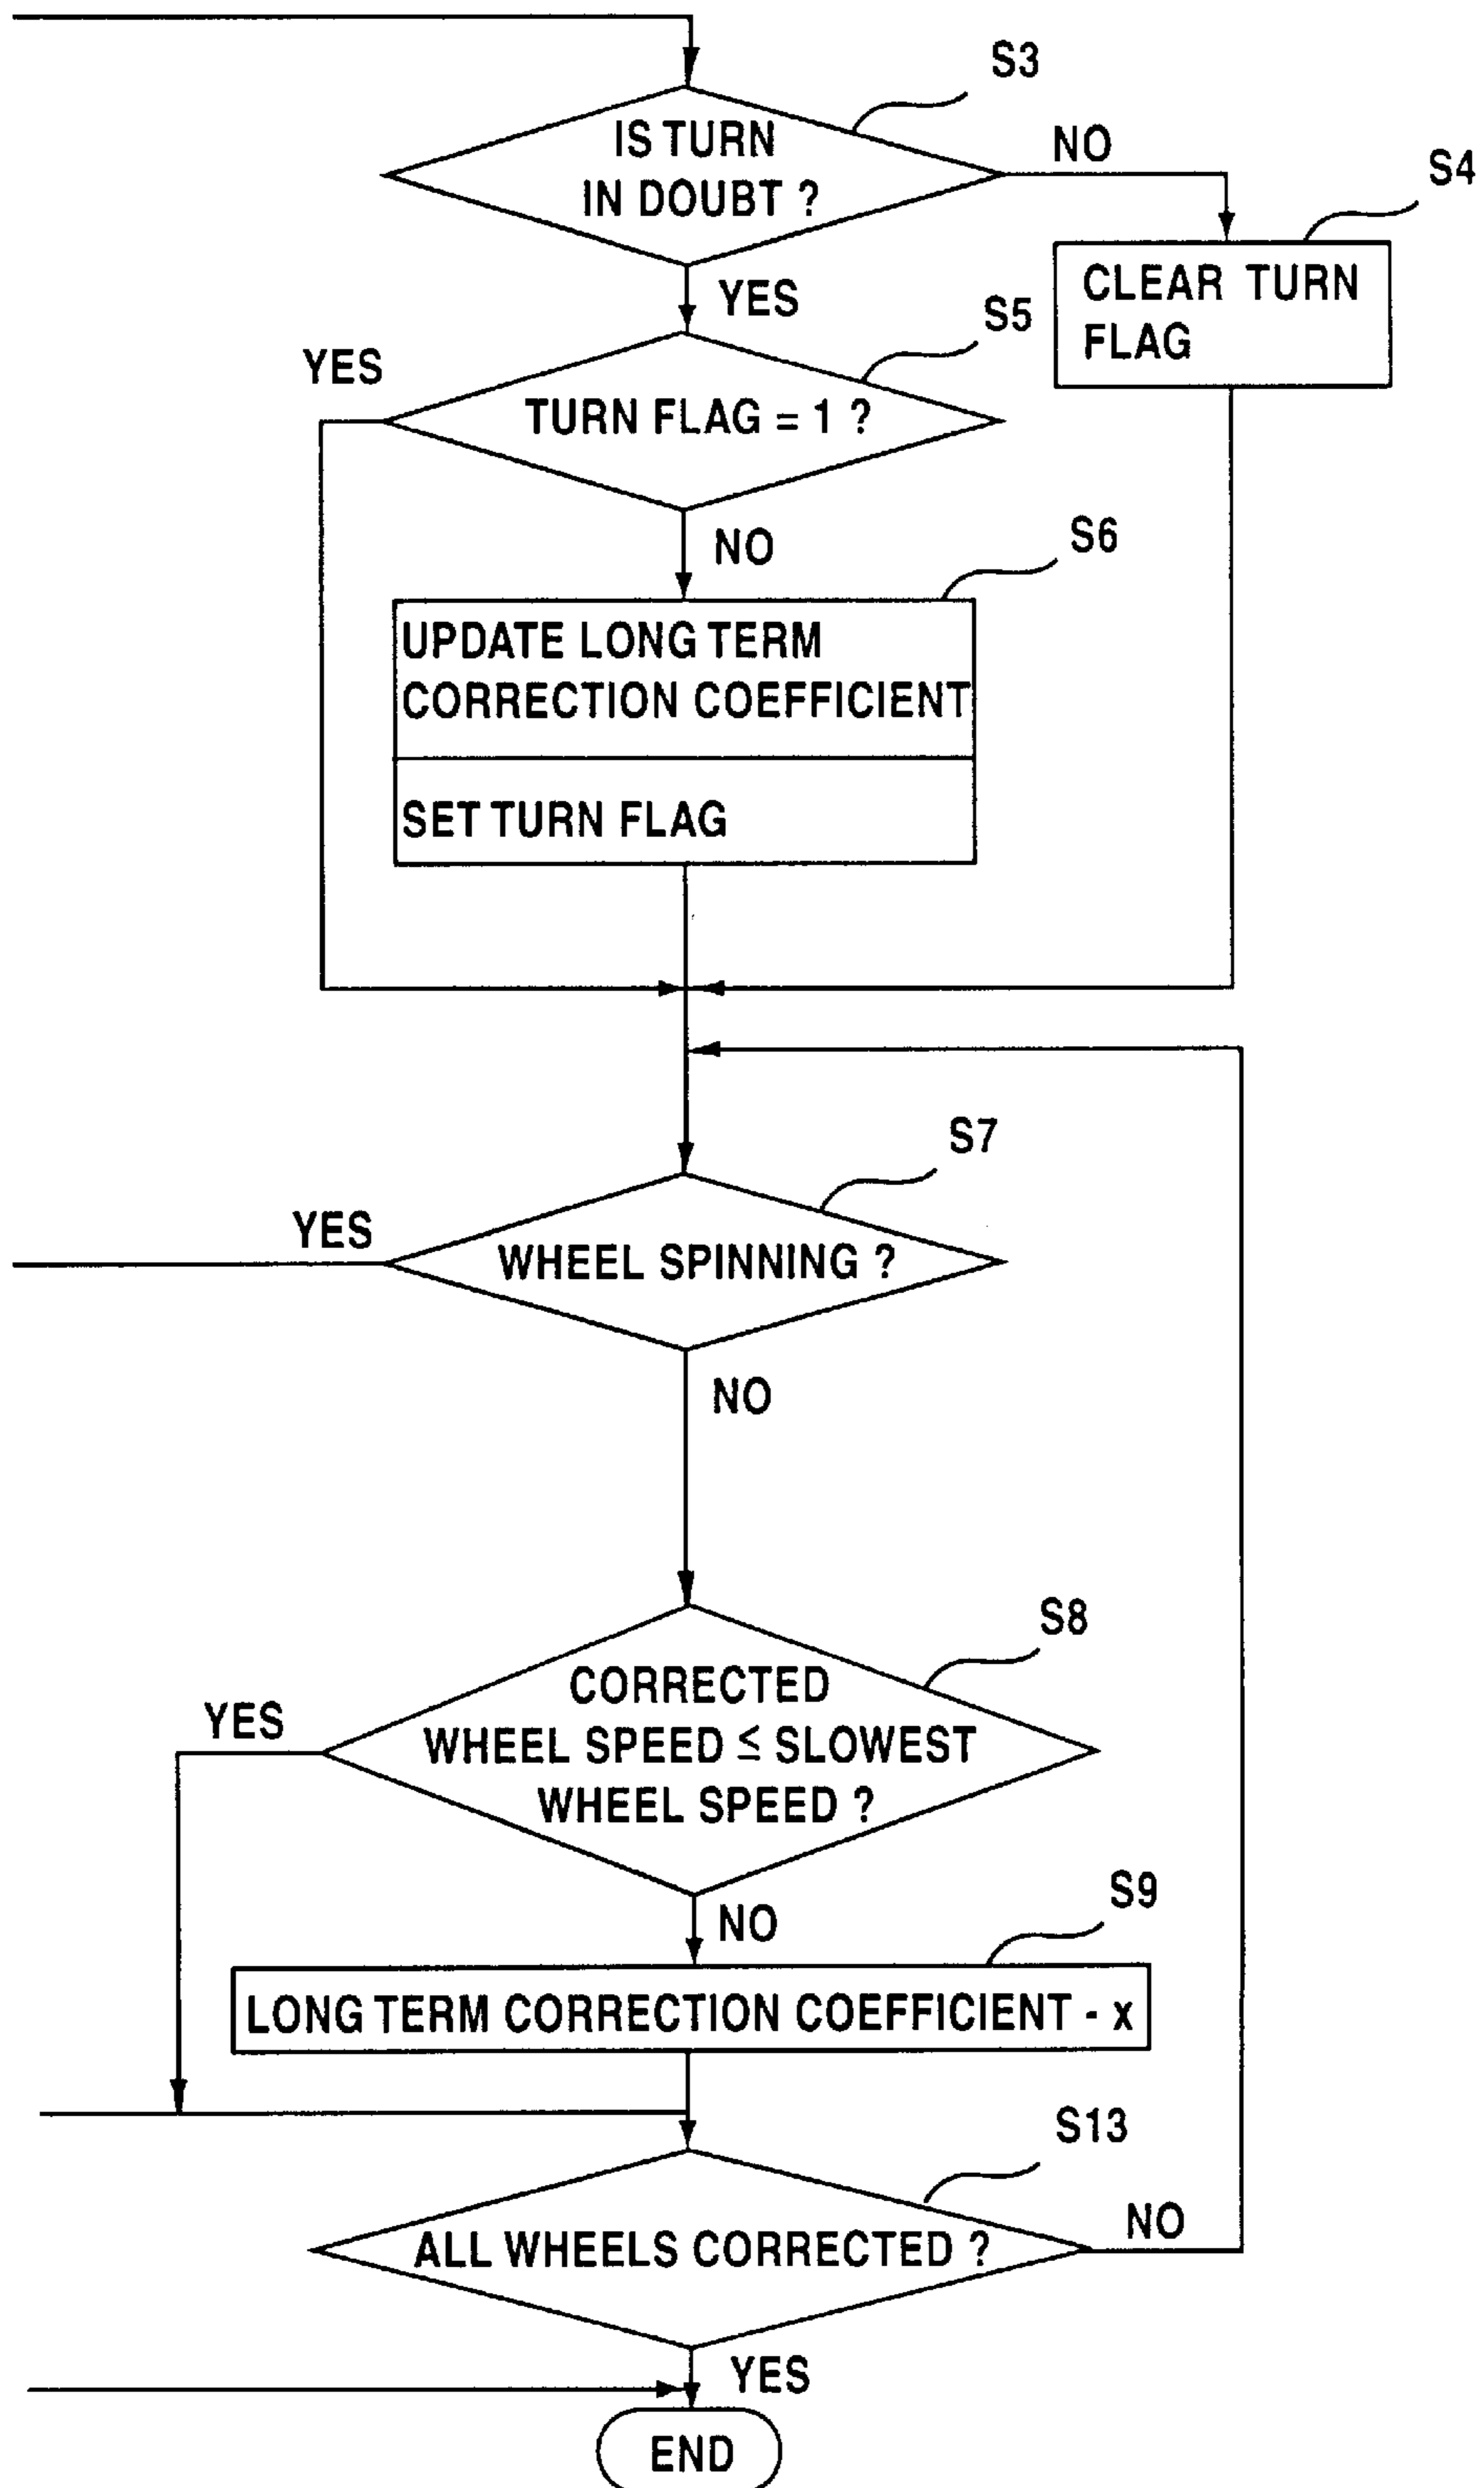 S3
IS TURN
IN DOUBT ?
NO
S4
CLEAR TURN
FLAG
YES
S5
YES
TURN FLAG = 1 ?
NO
S6
UPDATE LONG TERM
CORRECTION COEFFICIENT
SET TURN FLAG
S7
YES
WHEEL SPINNING ?
NO
S8
CORRECTED
YES
WHEEL SPEED ≤ SLOWEST
WHEEL SPEED ?
S9
NO
LONG TERM CORRECTION COEFFICIENT - x
S13
NO
ALL WHEELS CORRECTED ?
YES
END